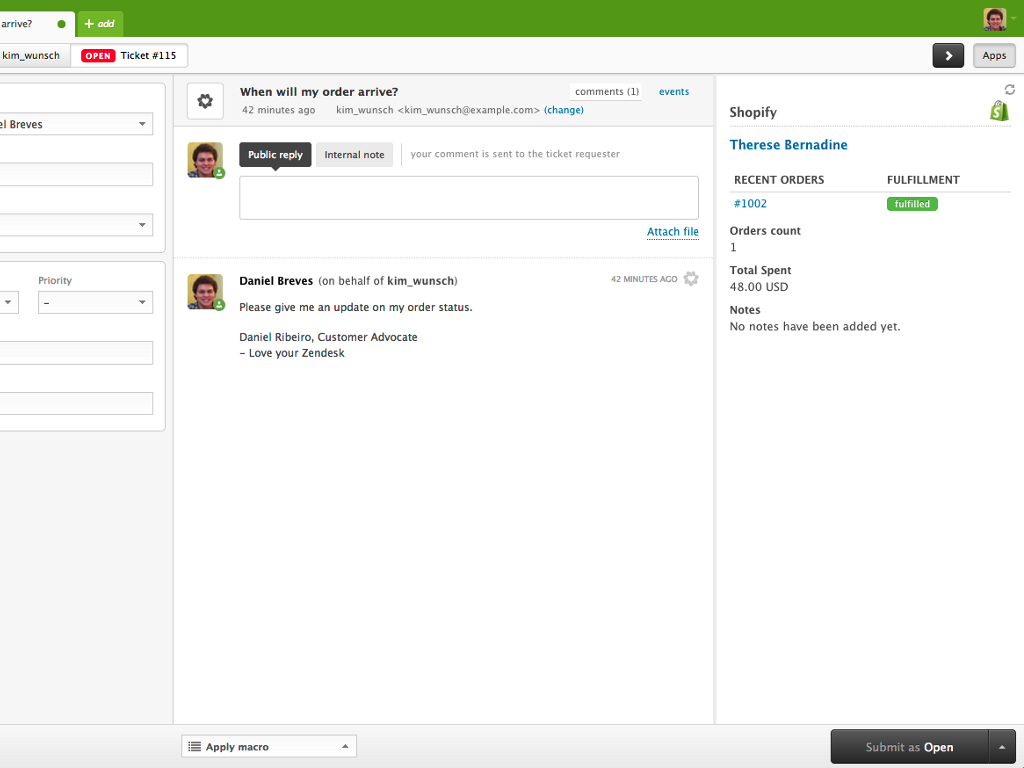 arrive?
+ add
kim_wunsch
OPEN Ticket #115
Apps
el Breves
Priority
–
When will my order arrive?
comments (1)
events
42 minutes ago kim_wunsch <kim_wunsch@example.com> (change)
Public reply
Internal note
your comment is sent to the ticket requester
Attach file
Daniel Breves (on behalf of kim_wunsch)
42 MINUTES AGO
Please give me an update on my order status.
Daniel Ribeiro, Customer Advocate
– Love your Zendesk
Shopify
Therese Bernadine
RECENT ORDERS FULFILLMENT
#1002 fulfilled
Orders count
1
Total Spent
48.00 USD
Notes
No notes have been added yet.
Apply macro
Submit as Open